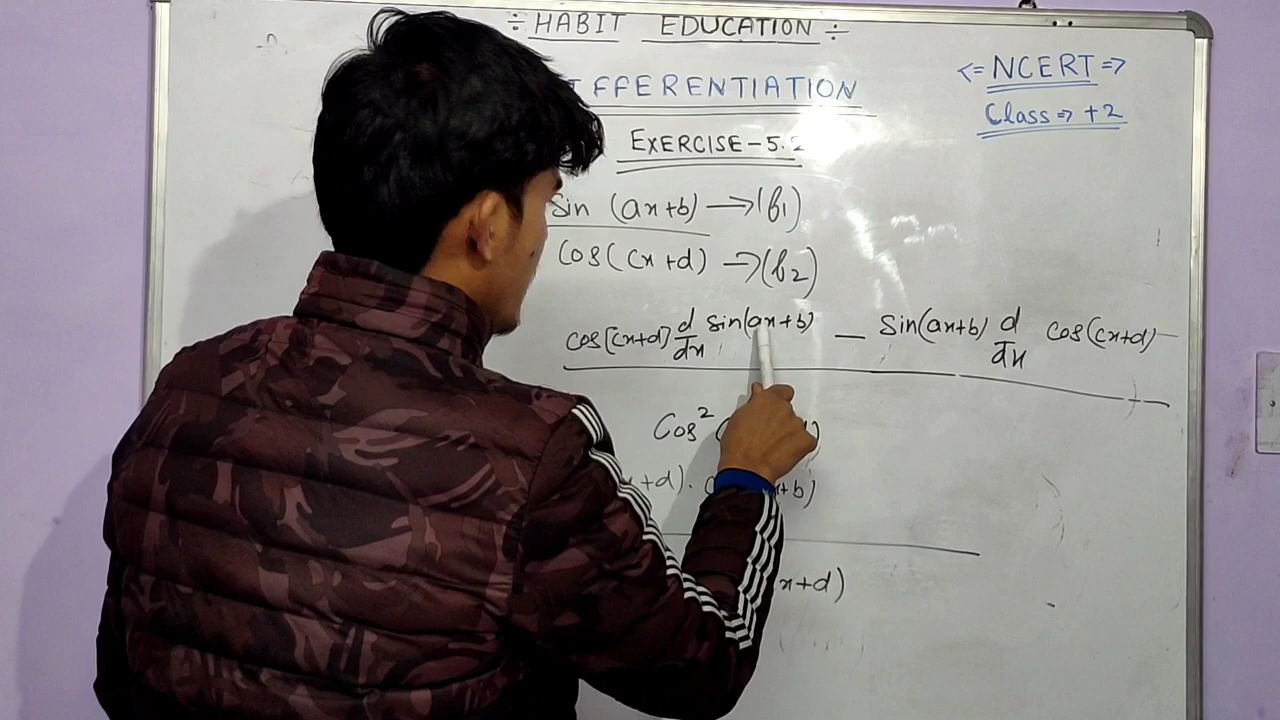 ÷ HABIT EDUCATION ÷
IFFERENTIATION
<= NCERT =>
Class => +2
EXERCISE - 5.2
Sin (ax+b) → (f1)
Cos (cx+d) → (f2)
cos(cx+d) d/dx sin(ax+b) — sin(ax+b) d/dx cos(cx+d)
Cos²
x+d).
x+b)
x+d)